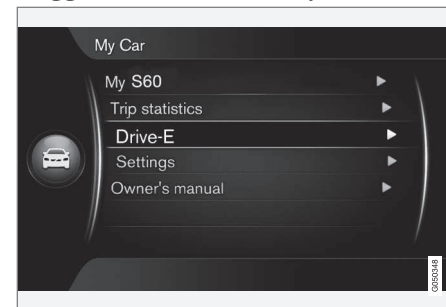 My Car
My S60
Trip statistics
Drive-E
Settings
Owner's manual
G050348